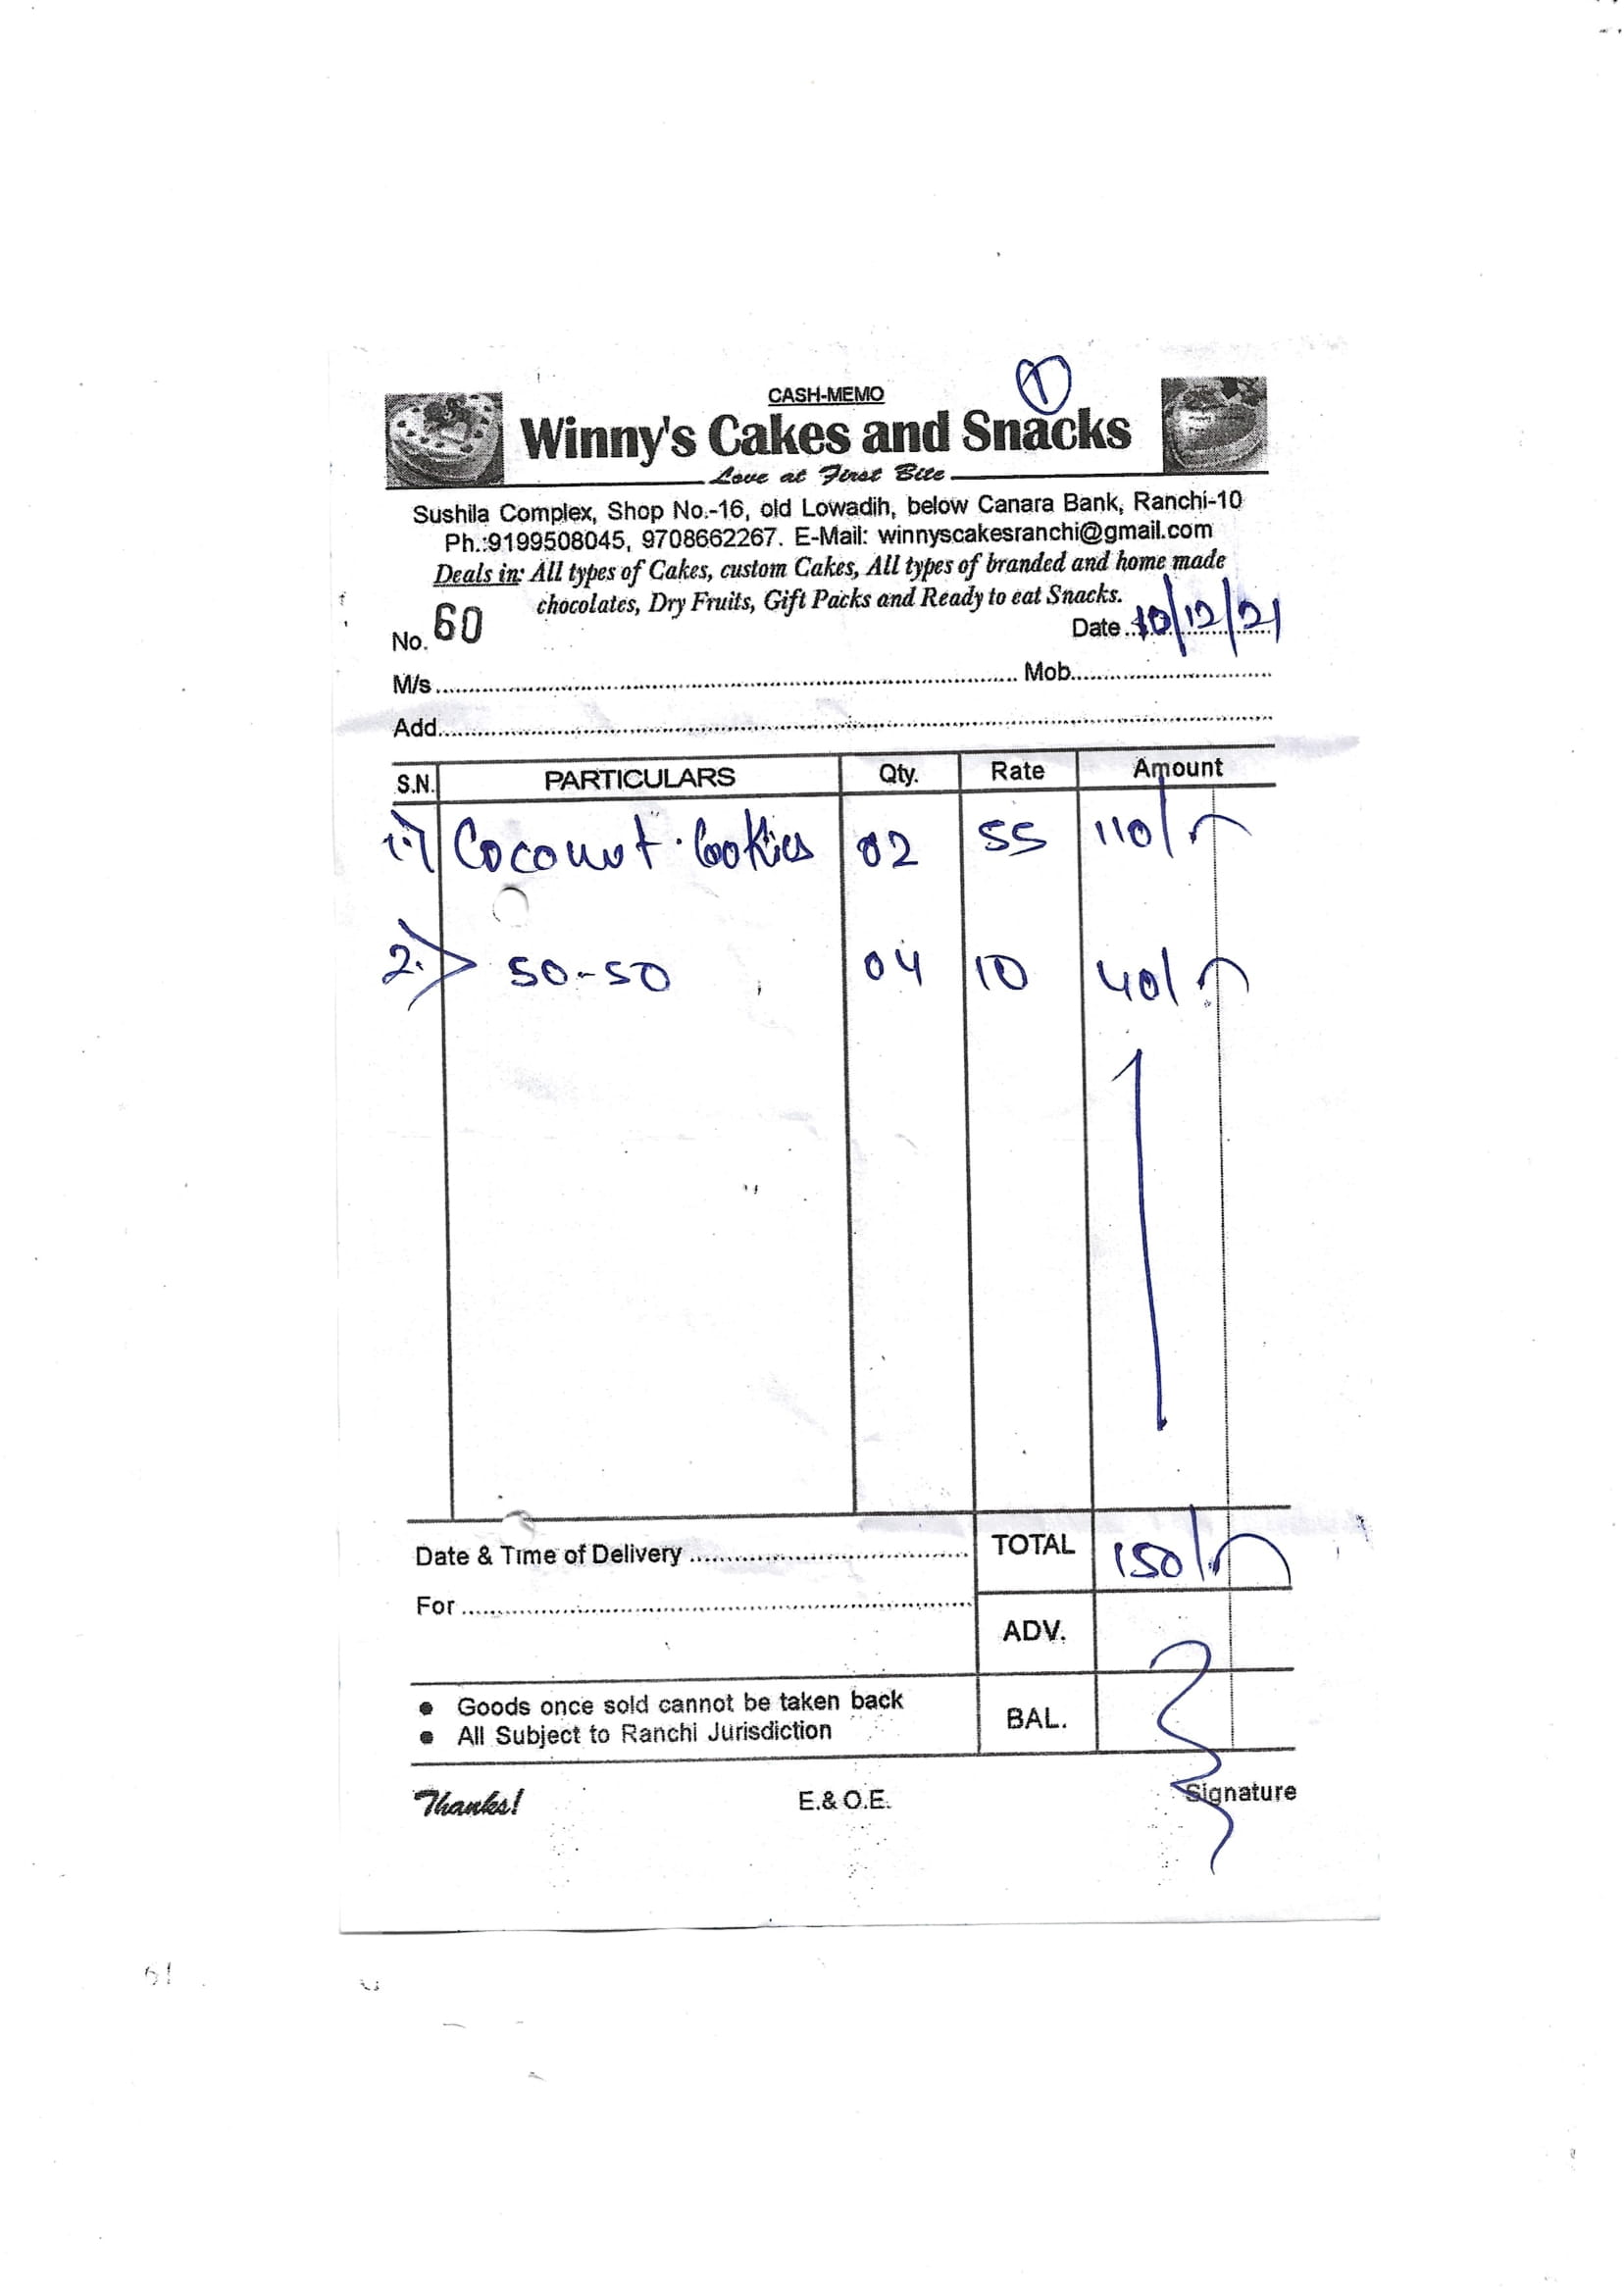 1
CASH-MEMO
Winny's Cakes and Snacks
Love at First Bite
Sushila Complex, Shop No.-16, old Lowadih, below Canara Bank, Ranchi-10
Ph.:9199508045, 9708662267. E-Mail: winnyscakesranchi@gmail.com
Deals in: All types of Cakes, custom Cakes, All types of branded and home made
chocolates, Dry Fruits, Gift Packs and Ready to eat Snacks.
No. 60 Date 10/12/21
M/s Mob.
Add.
S.N. PARTICULARS Qty. Rate Amount
1. Coconut Cookies 02 55 110/-
2. 50-50 04 10 40/-
Date & Time of Delivery TOTAL 150/-
For
ADV.
• Goods once sold cannot be taken back
• All Subject to Ranchi Jurisdiction
BAL.
Thanks! E.& O.E. Signature